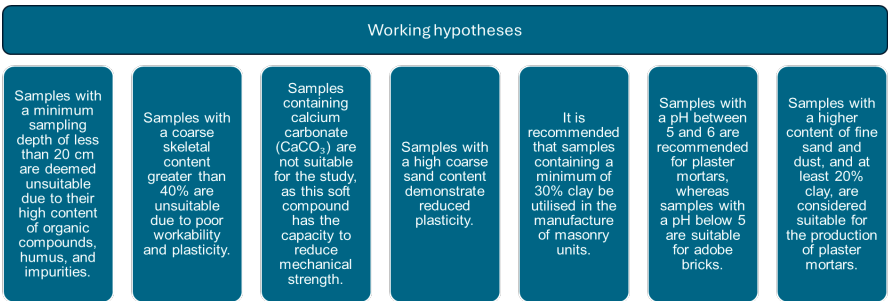 Working hypotheses
Samples with
a minimum
sampling
depth of less
than 20 cm
are deemed
unsuitable
due to their
high content
of organic
compounds,
humus, and
impurities.
Samples with
a coarse
skeletal
content
greater than
40% are
unsuitable
due to poor
workability
and plasticity.
Samples
containing
calcium
carbonate
(CaCO₃) are
not suitable
for the study,
as this soft
compound
has the
capacity to
reduce
mechanical
strength.
Samples with
a high coarse
sand content
demonstrate
reduced
plasticity.
It is
recommended
that samples
containing a
minimum of
30% clay be
utilised in the
manufacture
of masonry
units.
Samples with
a pH between
5 and 6 are
recommended
for plaster
mortars,
whereas
samples with
a pH below 5
are suitable
for adobe
bricks.
Samples with
a higher
content of fine
sand and
dust, and at
least 20%
clay, are
considered
suitable for
the production
of plaster
mortars.